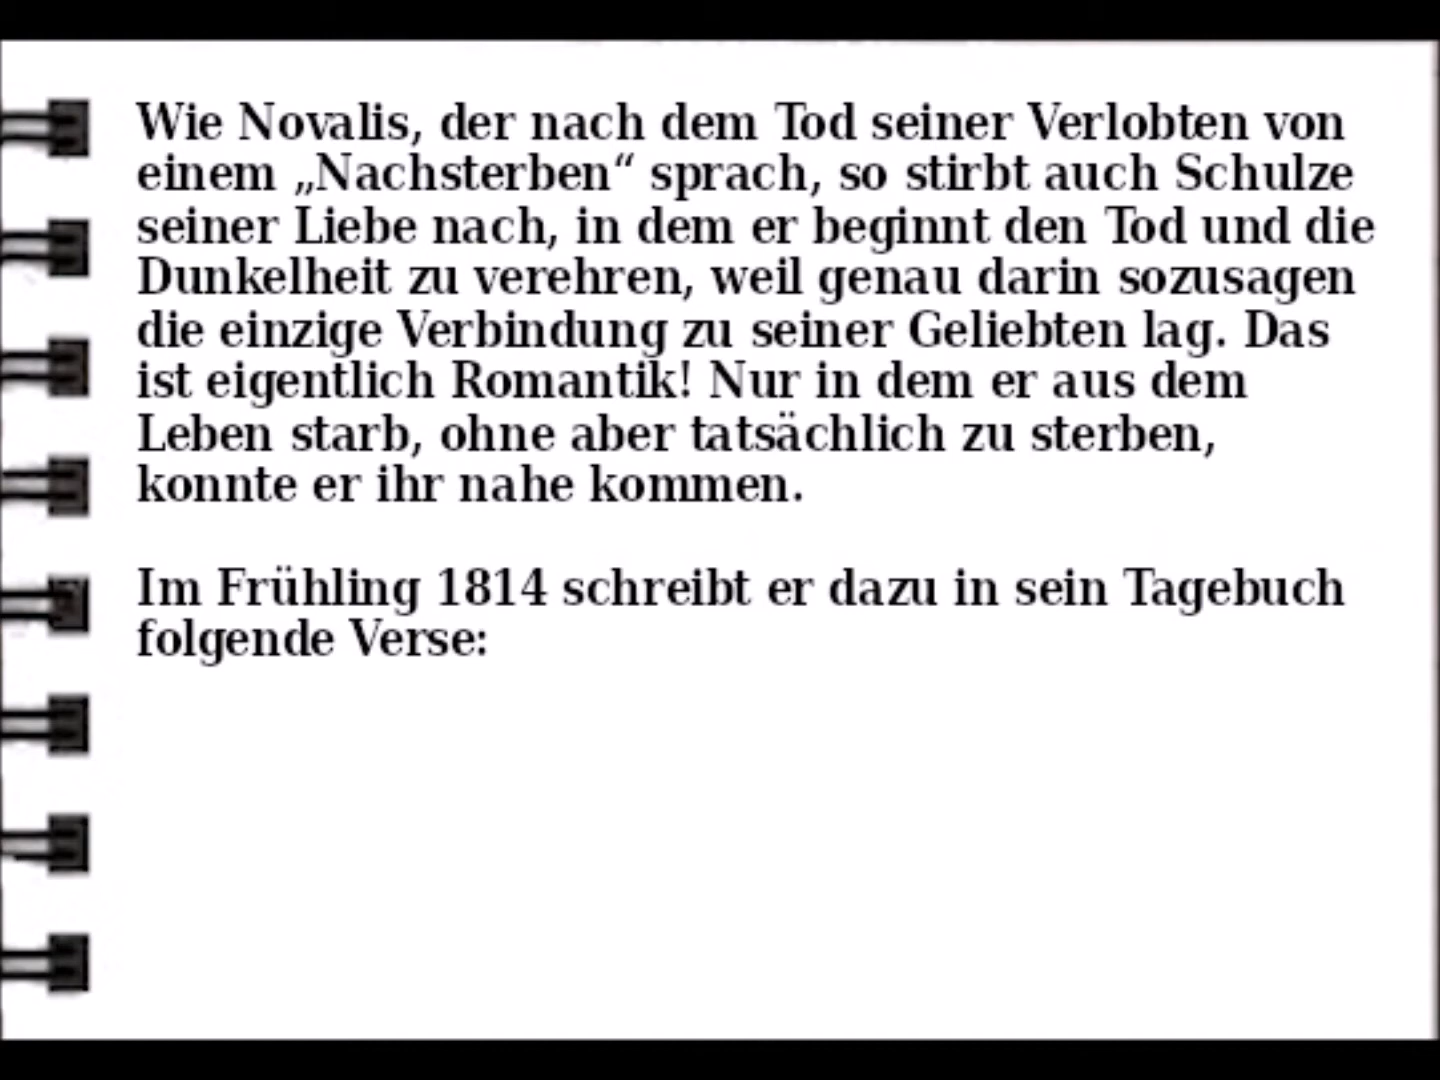 Wie Novalis, der nach dem Tod seiner Verlobten von
einem „Nachsterben“ sprach, so stirbt auch Schulze
seiner Liebe nach, in dem er beginnt den Tod und die
Dunkelheit zu verehren, weil genau darin sozusagen
die einzige Verbindung zu seiner Geliebten lag. Das
ist eigentlich Romantik! Nur in dem er aus dem
Leben starb, ohne aber tatsächlich zu sterben,
konnte er ihr nahe kommen.
Im Frühling 1814 schreibt er dazu in sein Tagebuch
folgende Verse: